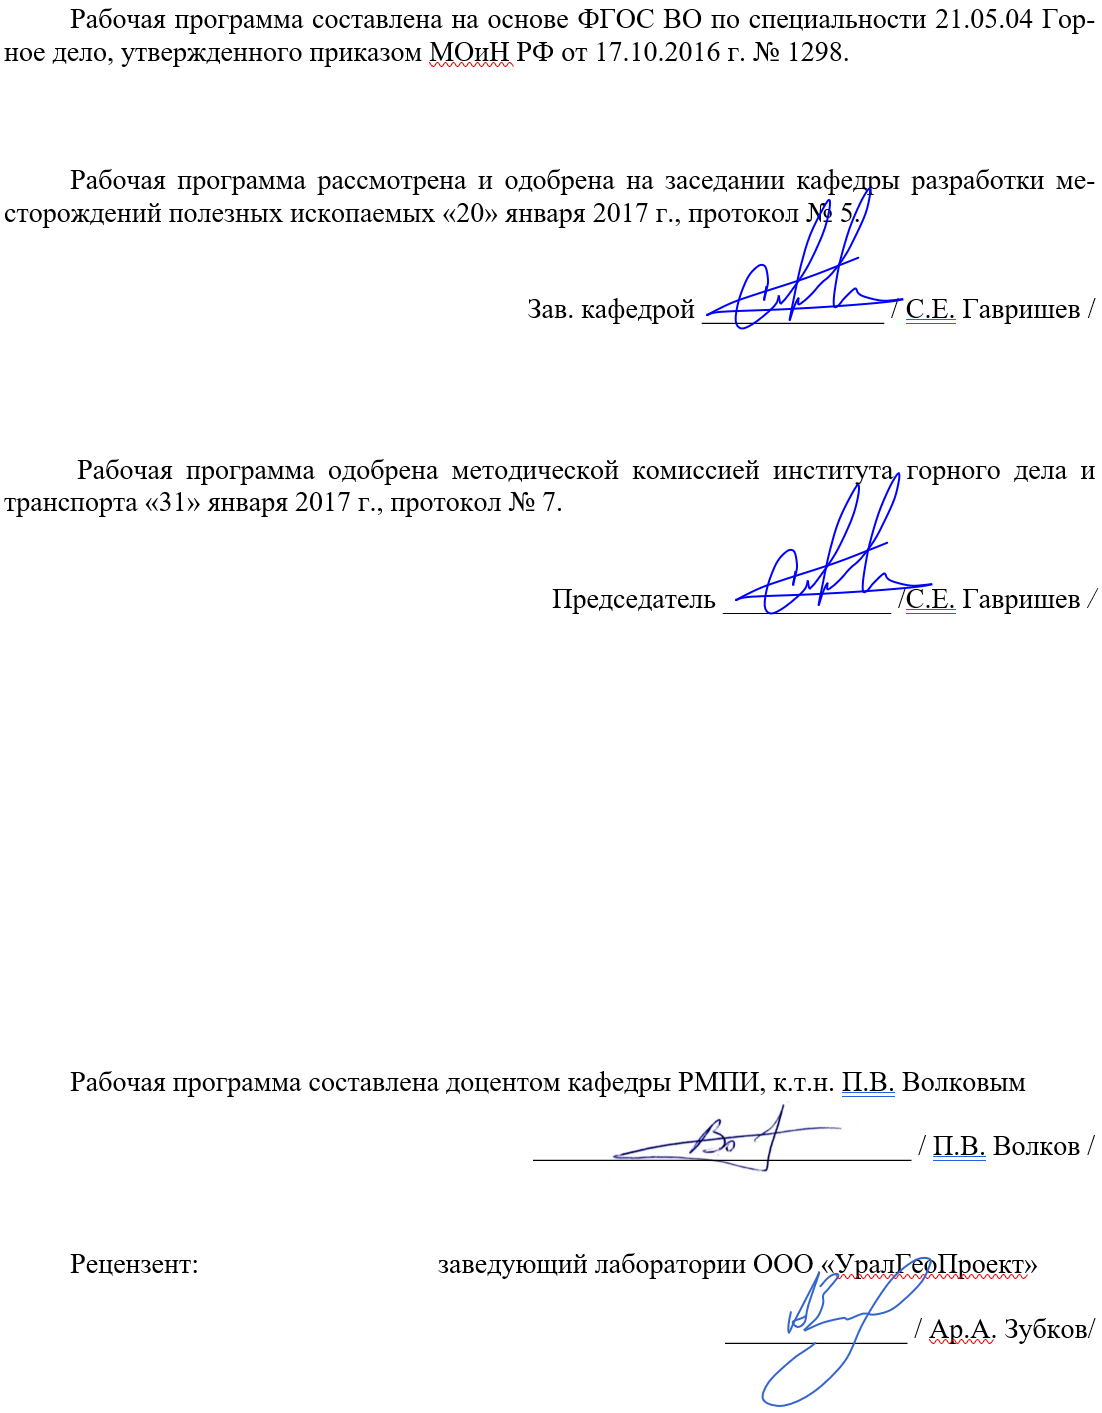 Рабочая программа составлена на основе ФГОС ВО по специальности 21.05.04 Гор-
ное дело, утвержденного приказом МОиН РФ от 17.10.2016 г. № 1298.
Рабочая программа рассмотрена и одобрена на заседании кафедры разработки ме-
сторождений полезных ископаемых «20» января 2017 г., протокол № 5.
Зав. кафедрой _____________ / С.Е. Гавришев /
Рабочая программа одобрена методической комиссией института горного дела и
транспорта «31» января 2017 г., протокол № 7.
Председатель ____________ /С.Е. Гавришев /
Рабочая программа составлена доцентом кафедры РМПИ, к.т.н. П.В. Волковым
___________________________ / П.В. Волков /
Рецензент: заведующий лаборатории ООО «УралГеоПроект»
_____________ / Ар.А. Зубков/